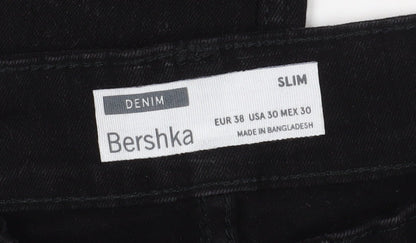 DENIM
SLIM
Bershka
EUR 38 USA 30 MEX 30
MADE IN BANGLADESH